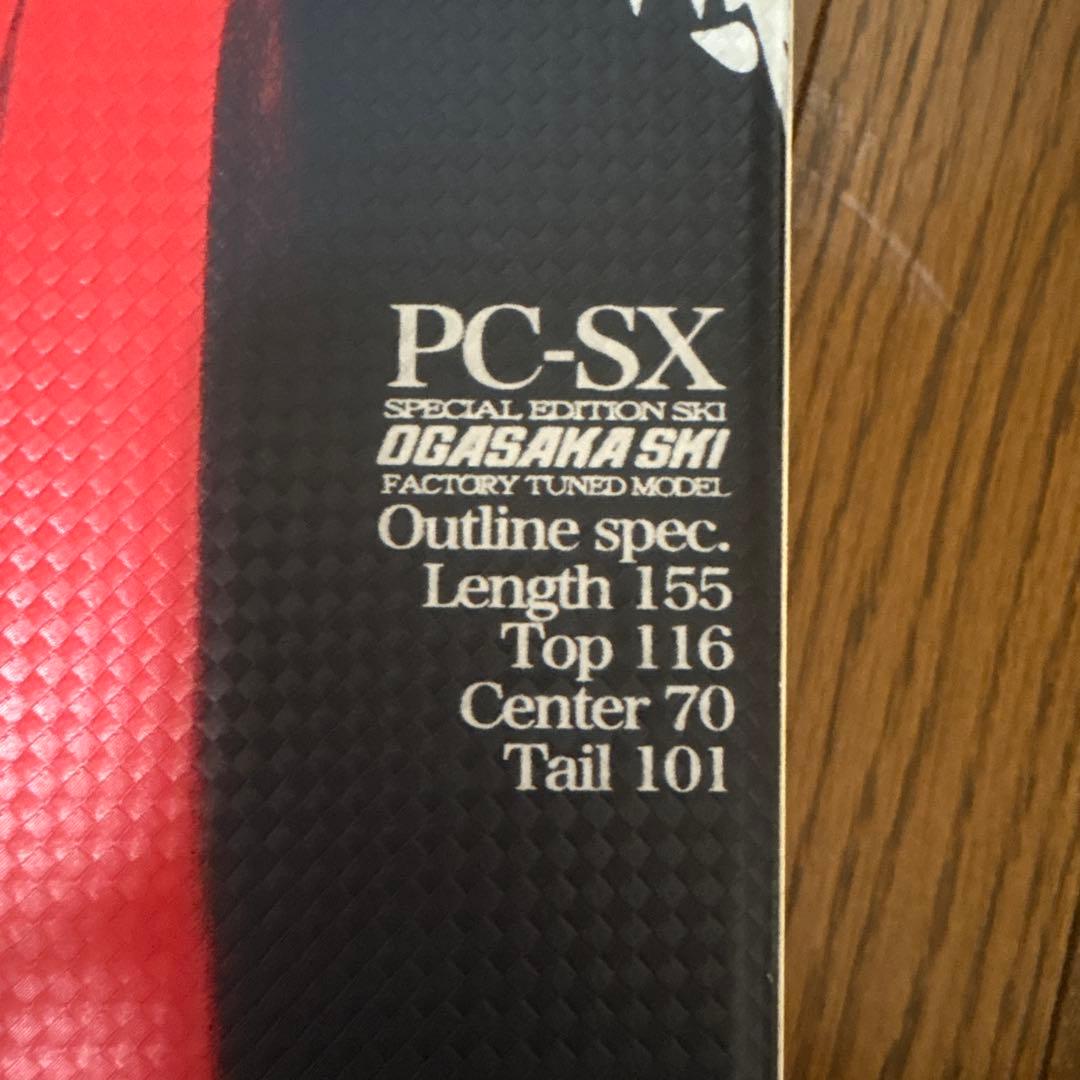 PC-SX
SPECIAL EDITION SKI
OGASAKA SKI
FACTORY TUNED MODEL
Outline spec.
Length 155
Top 116
Center 70
Tail 101